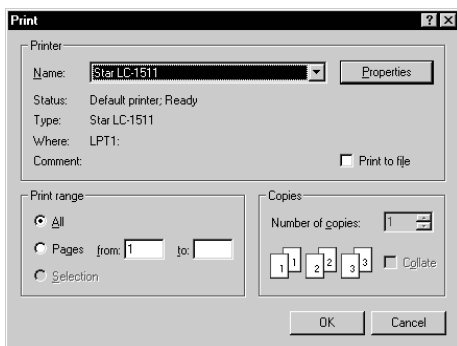 Print
Printer
Name: Star LC-1511 Properties
Status: Default printer; Ready
Type: Star LC-1511
Where: LPT1:
Comment: Print to file
Print range
All
Pages from: 1 to:
Selection
Copies
Number of copies: 1
1 1 2 2 3 3 Collate
OK Cancel